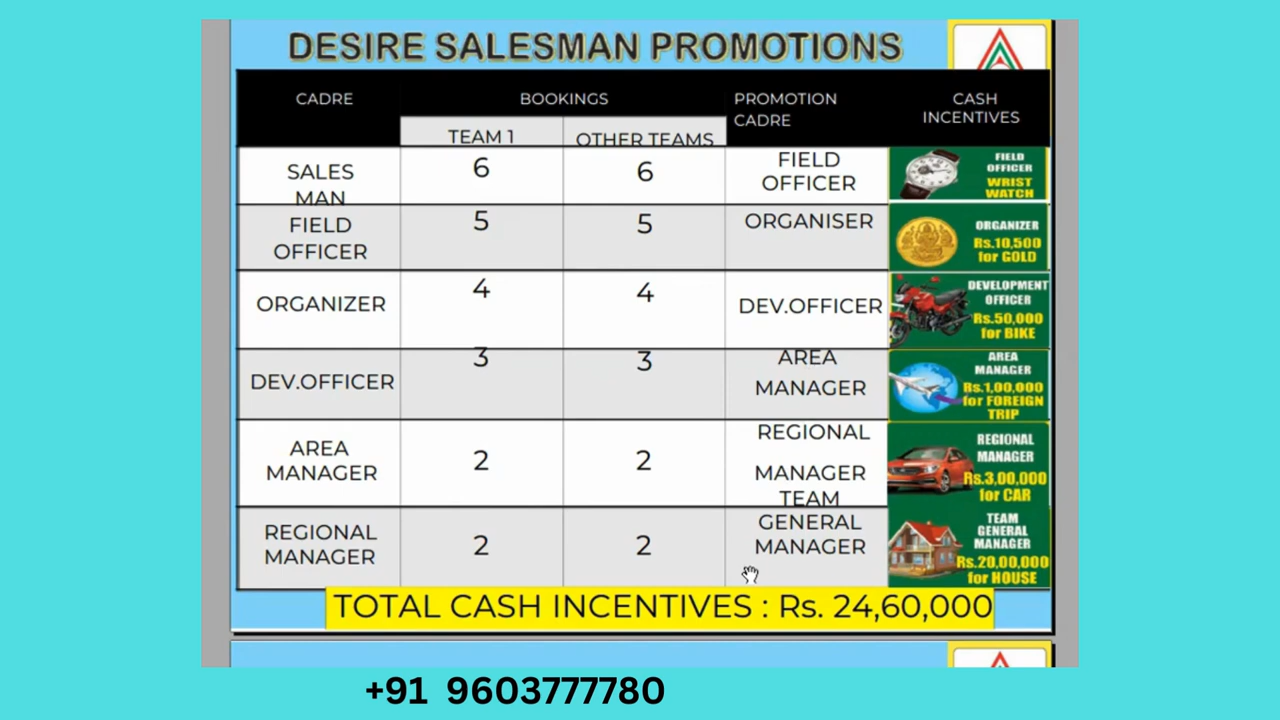 DESIRE SALESMAN PROMOTIONS
CADRE
BOOKINGS
PROMOTION
CADRE
CASH
INCENTIVES
TEAM 1
OTHER TEAMS
SALES
MAN
6
6
FIELD
OFFICER
FIELD
OFFICER
WRIST
WATCH
FIELD
OFFICER
5
5
ORGANISER
ORGANIZER
Rs.10,500
for GOLD
ORGANIZER
4
4
DEV.OFFICER
DEVELOPMENT
OFFICER
Rs.50,000
for BIKE
DEV.OFFICER
3
3
AREA
MANAGER
AREA
MANAGER
Rs.1,00,000
for FOREIGN
TRIP
AREA
MANAGER
2
2
REGIONAL
MANAGER
TEAM
REGIONAL
MANAGER
Rs.3,00,000
for CAR
REGIONAL
MANAGER
2
2
GENERAL
MANAGER
TEAM
GENERAL
MANAGER
Rs.20,00,000
for HOUSE
TOTAL CASH INCENTIVES : Rs. 24,60,000
+91 9603777780